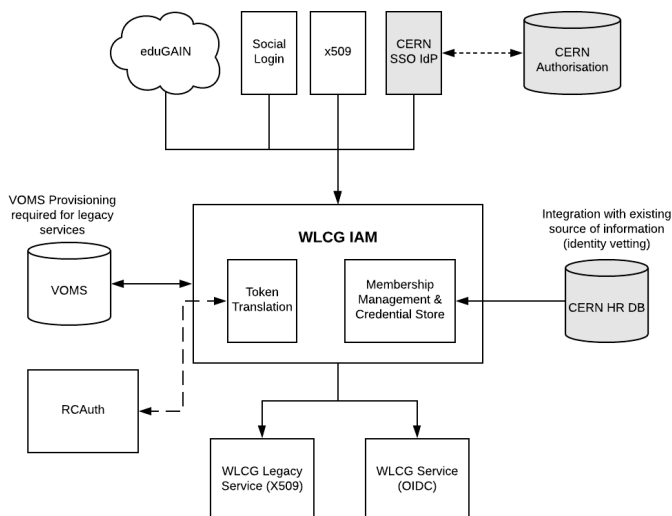 eduGAIN
Social
Login
x509
CERN
SSO IdP
CERN
Authorisation
VOMS Provisioning
required for legacy
services
WLCG IAM
Integration with existing
source of information
(identity vetting)
VOMS
Token
Translation
Membership
Management &
Credential Store
CERN HR DB
RCAuth
WLCG Legacy
Service (X509)
WLCG Service
(OIDC)